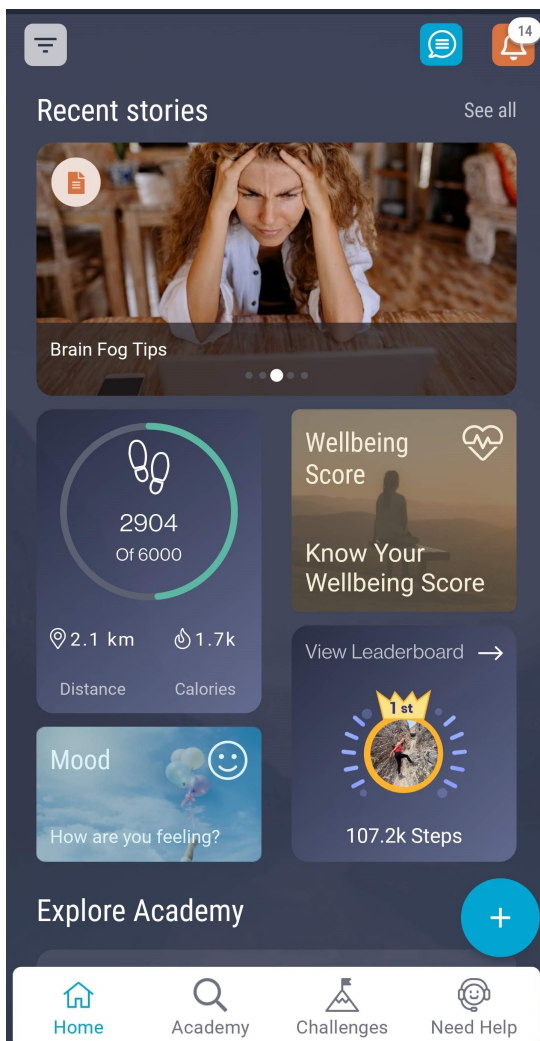 14
Recent stories
See all
Brain Fog Tips
2904
Of 6000
2.1 km
1.7k
Distance
Calories
Wellbeing
Score
Know Your
Wellbeing Score
View Leaderboard
1 st
107.2k Steps
Mood
How are you feeling?
Explore Academy
+
Home
Academy
Challenges
Need Help